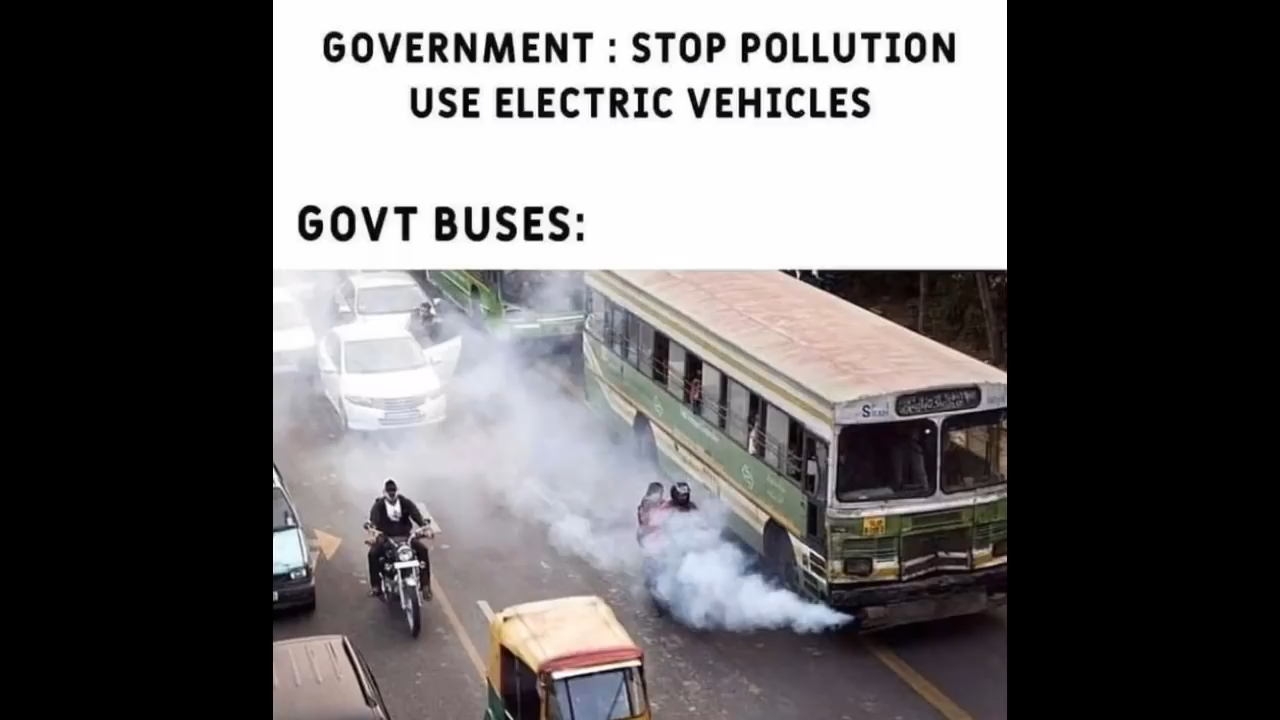 GOVERNMENT : STOP POLLUTION
USE ELECTRIC VEHICLES
GOVT BUSES: